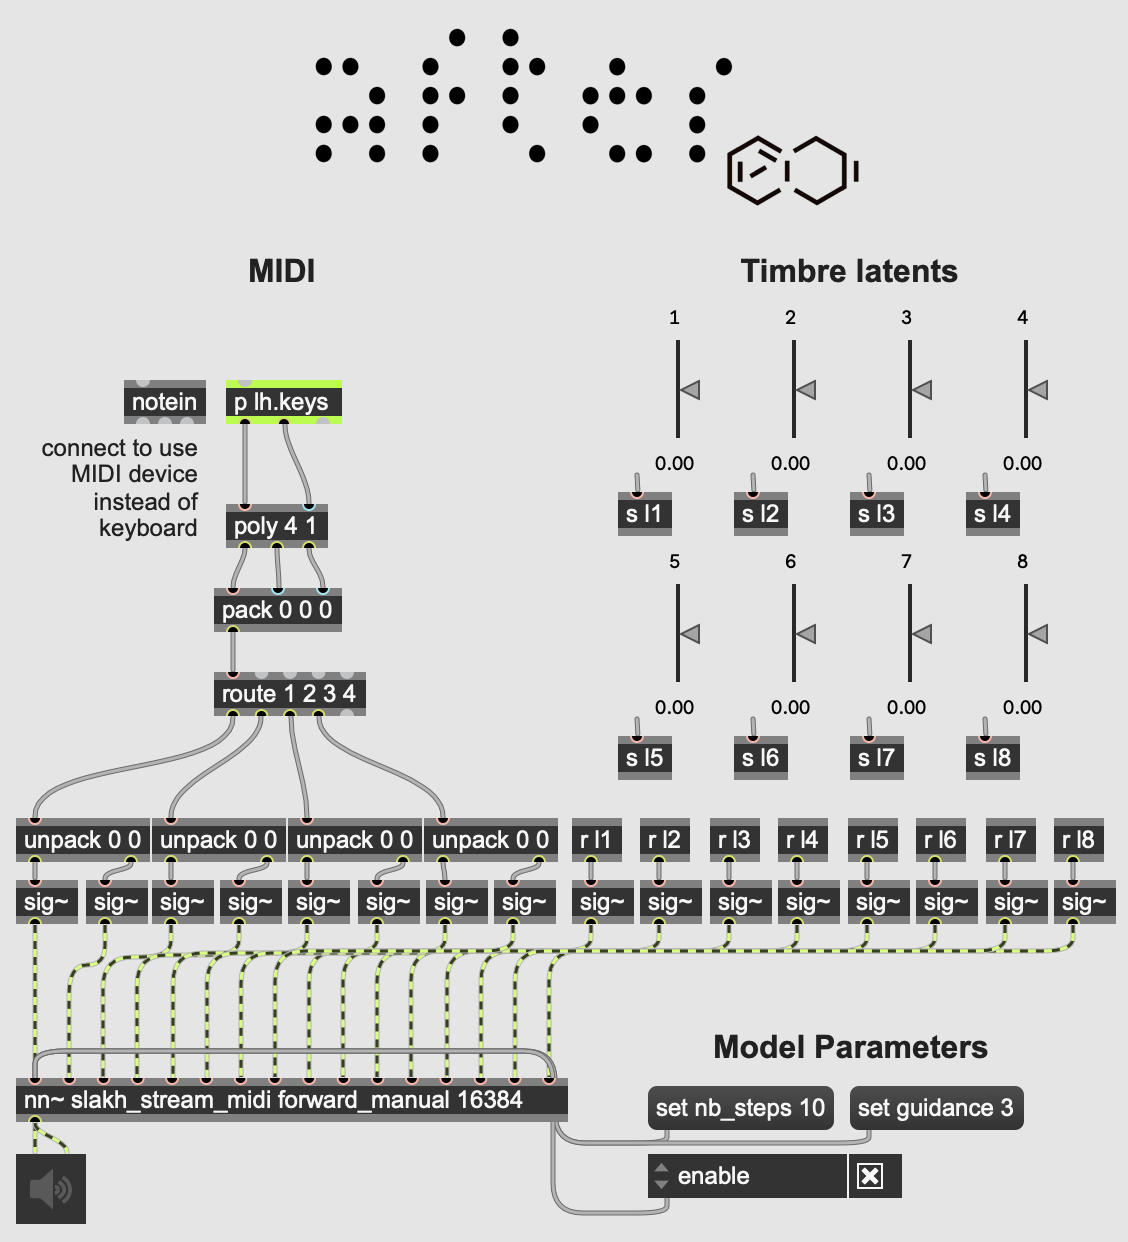 after
MIDI
Timbre latents
1 2 3 4
notein
p lh.keys
connect to use
MIDI device
instead of
keyboard
0.00 0.00 0.00 0.00
s l1 s l2 s l3 s l4
poly 4 1
5 6 7 8
pack 0 0 0
route 1 2 3 4
0.00 0.00 0.00 0.00
s l5 s l6 s l7 s l8
unpack 0 0 unpack 0 0 unpack 0 0 unpack 0 0 r l1 r l2 r l3 r l4 r l5 r l6 r l7 r l8
sig~ sig~ sig~ sig~ sig~ sig~ sig~ sig~ sig~ sig~ sig~ sig~ sig~ sig~ sig~ sig~
Model Parameters
nn~ slakh_stream_midi forward_manual 16384
set nb_steps 10 set guidance 3
enable